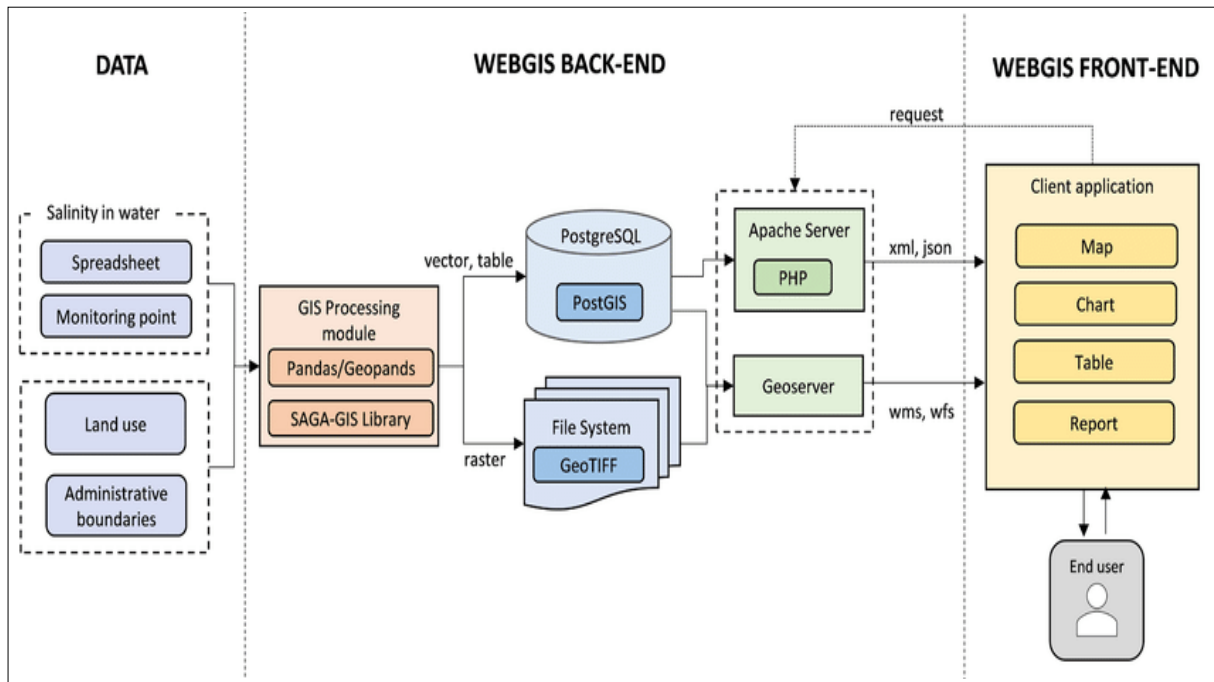 DATA
WEBGIS BACK-END
WEBGIS FRONT-END
Salinity in water
Spreadsheet
Monitoring point
Land use
Administrative
boundaries
GIS Processing
module
Pandas/Geopands
SAGA-GIS Library
vector, table
raster
PostgreSQL
PostGIS
File System
GeoTIFF
request
Apache Server
PHP
Geoserver
xml, json
wms, wfs
Client application
Map
Chart
Table
Report
End user